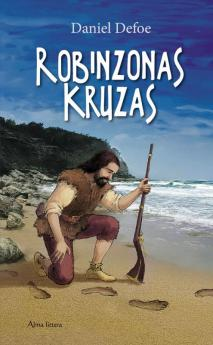 Daniel Defoe
ROBINZONAS
KRUZAS
Alma littera